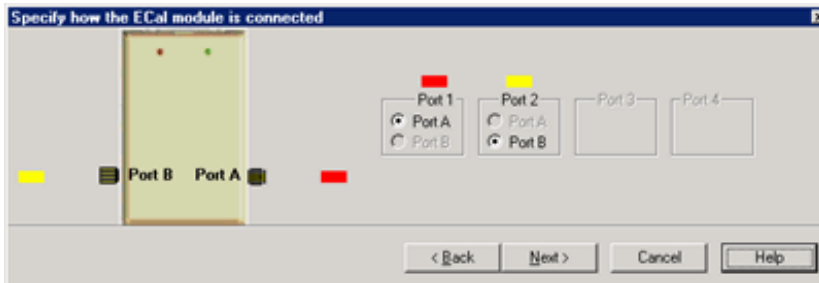 Specify how the ECal module is connected
Port 1
Port 2
Port 3
Port 4
Port A
Port A
Port B
Port B
Port B
Port A
< Back
Next >
Cancel
Help